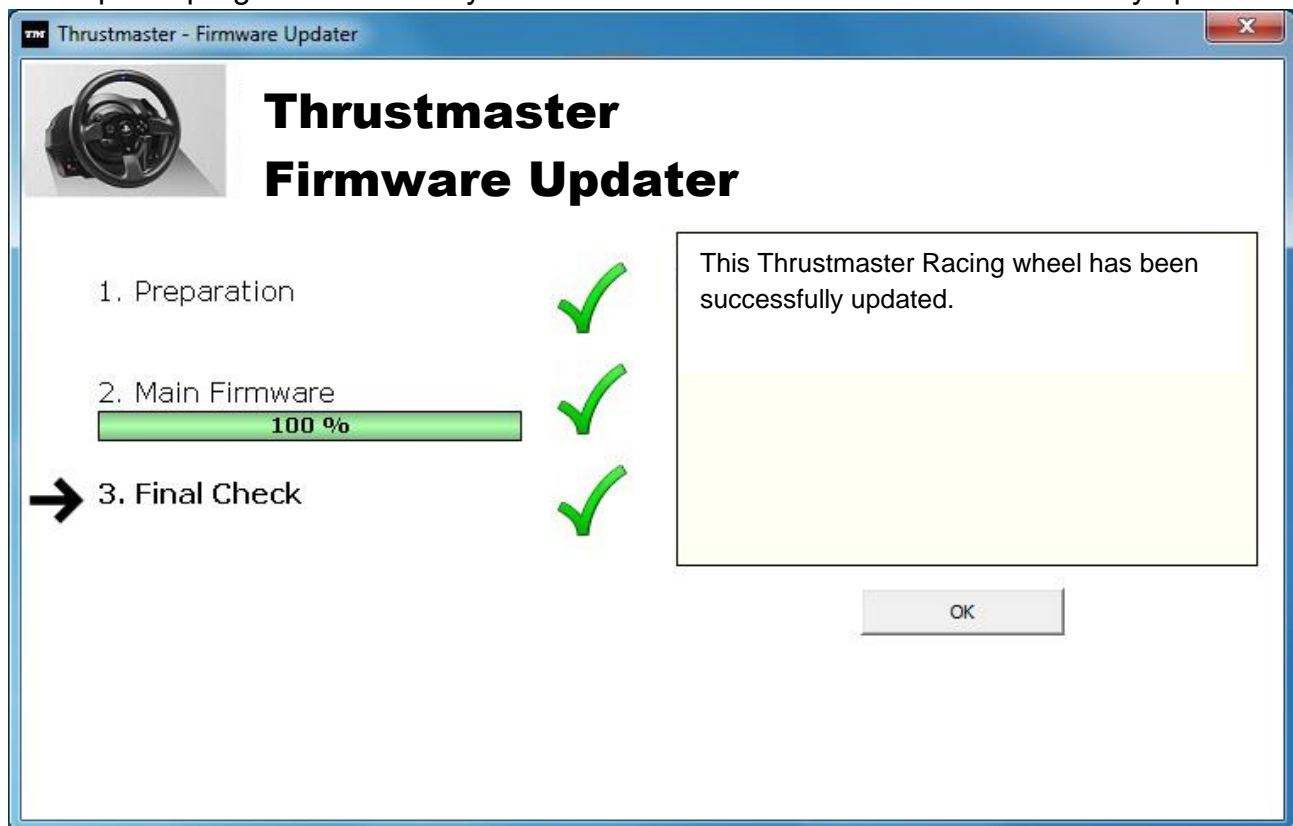 TM Thrustmaster - Firmware Updater
Thrustmaster
Firmware Updater
This Thrustmaster Racing wheel has been
successfully updated.
1. Preparation
2. Main Firmware
100 %
3. Final Check
OK